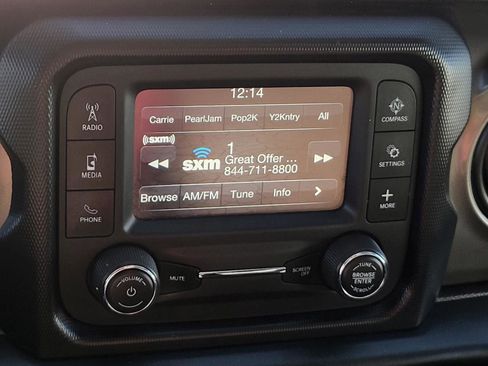 12:14
Carrie PearlJam Pop2K Y2Kntry All
((sxm))
1
sxm Great Offer ...
844-711-8800
Browse AM/FM Tune Info >
RADIO
MEDIA
PHONE
COMPASS
SETTINGS
+
MORE
VOLUME
MUTE
SCREEN
OFF
TUNE
BROWSE
ENTER
SCROLL